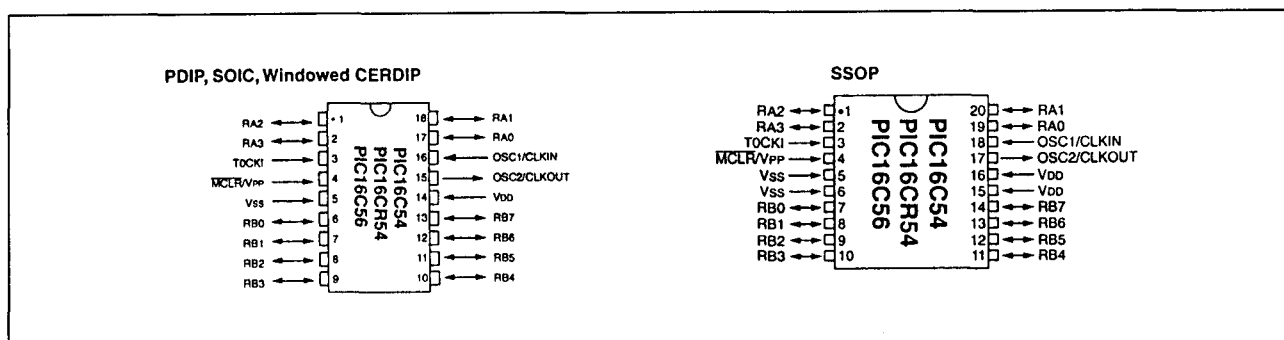 PDIP, SOIC, Windowed CERDIP
RA2 • 1 18 RA1
RA3 2 17 RA0
T0CKI 3 16 OSC1/CLKIN
MCLR/VPP 4 15 OSC2/CLKOUT
VSS 5 14 VDD
RB0 6 13 RB7
RB1 7 12 RB6
RB2 8 11 RB5
RB3 9 10 RB4
PIC16C54
PIC16CR54
PIC16C56
SSOP
RA2 •1 20 RA1
RA3 2 19 RA0
T0CKI 3 18 OSC1/CLKIN
MCLR/VPP 4 17 OSC2/CLKOUT
VSS 5 16 VDD
VSS 6 15 VDD
RB0 7 14 RB7
RB1 8 13 RB6
RB2 9 12 RB5
RB3 10 11 RB4
PIC16C54
PIC16CR54
PIC16C56